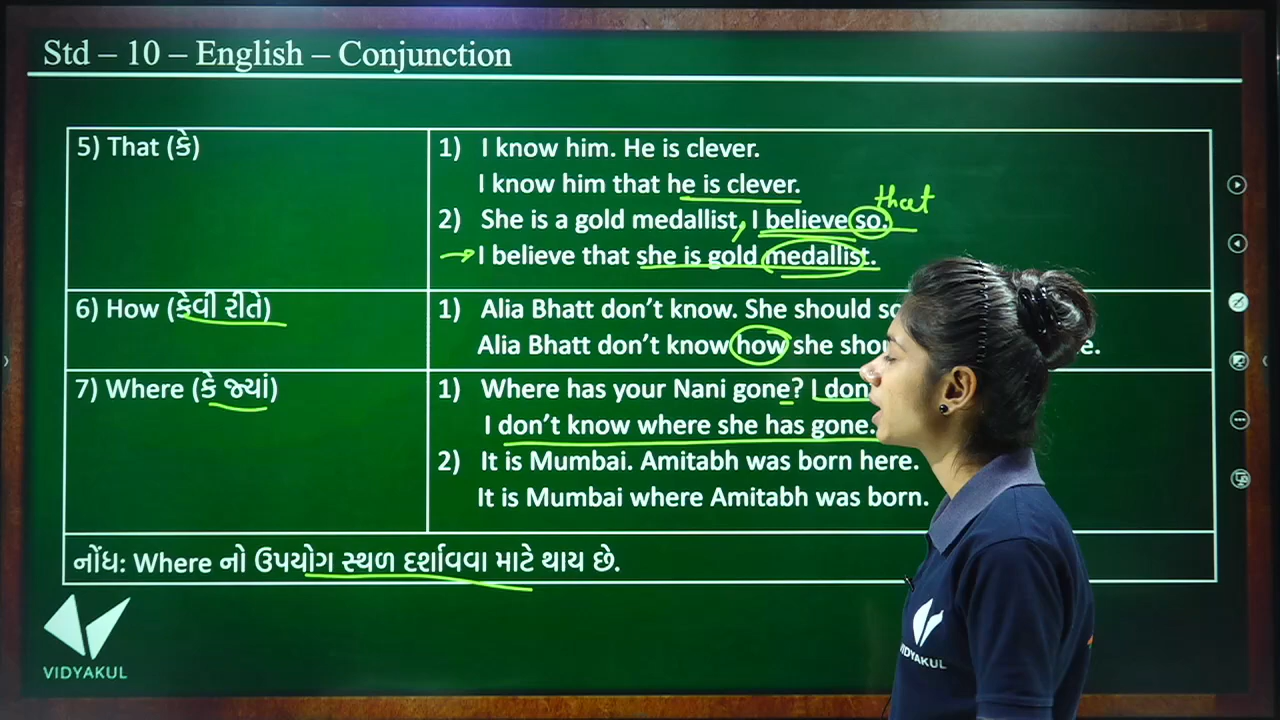 Std – 10 – English – Conjunction
5) That (કે)
1) I know him. He is clever.
I know him that he is clever.
that
2) She is a gold medallist, I believe so.
→ I believe that she is gold medallist.
6) How (કેવી રીતે)
1) Alia Bhatt don’t know. She should
Alia Bhatt don’t know how she
7) Where (કે જ્યાં)
1) Where has your Nani gone? I
I don’t know where she has gone.
2) It is Mumbai. Amitabh was born here.
It is Mumbai where Amitabh was born.
નોંધ: Where નો ઉપયોગ સ્થળ દર્શાવવા માટે થાય છે.
VIDYAKUL
VIDYAKUL